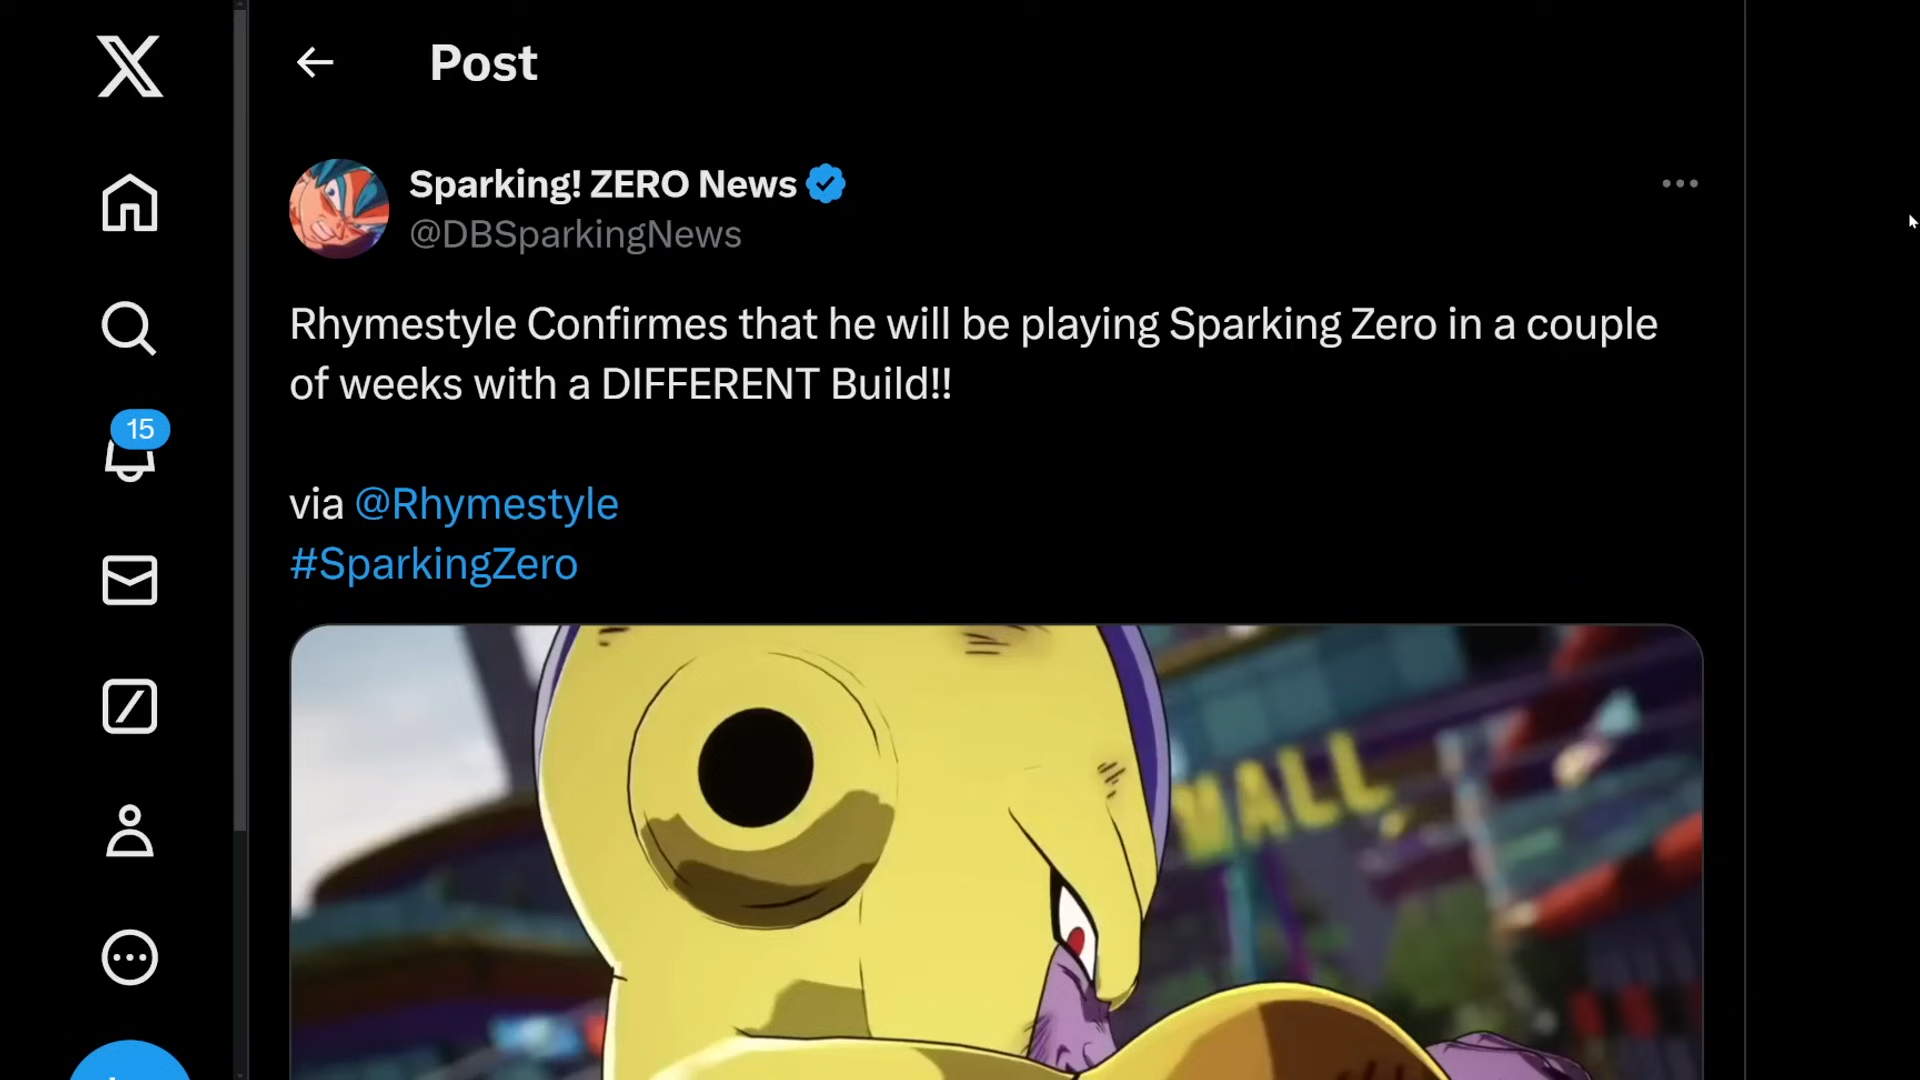 Post
Sparking! ZERO News
@DBSparkingNews
Rhymestyle Confirmes that he will be playing Sparking Zero in a couple
of weeks with a DIFFERENT Build!!
15
via @Rhymestyle
#SparkingZero
MALL